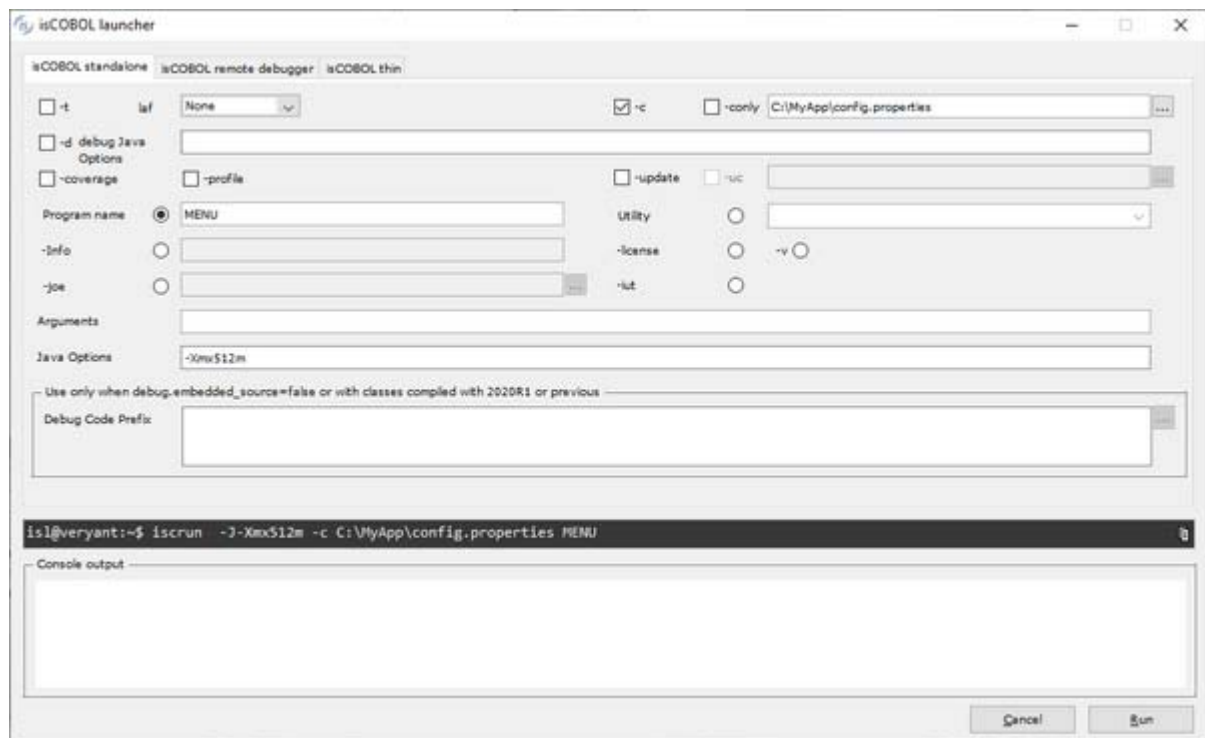 isCOBOL launcher
isCOBOL standalone isCOBOL remote debugger isCOBOL thin
-t laf None -c -conly C:\MyApp\config.properties ...
-d debug Java Options
-coverage -profile -update -uc ...
Program name MENU Utility
-Info -license -v
-joe ... -iut
Arguments
Java Options -Xmx512m
Use only when debug.embedded_source=false or with classes compiled with 2020R1 or previous
Debug Code Prefix ...
isl@veryant:~$ iscrun -J-Xmx512m -c C:\MyApp\config.properties MENU
Console output
Cancel Run